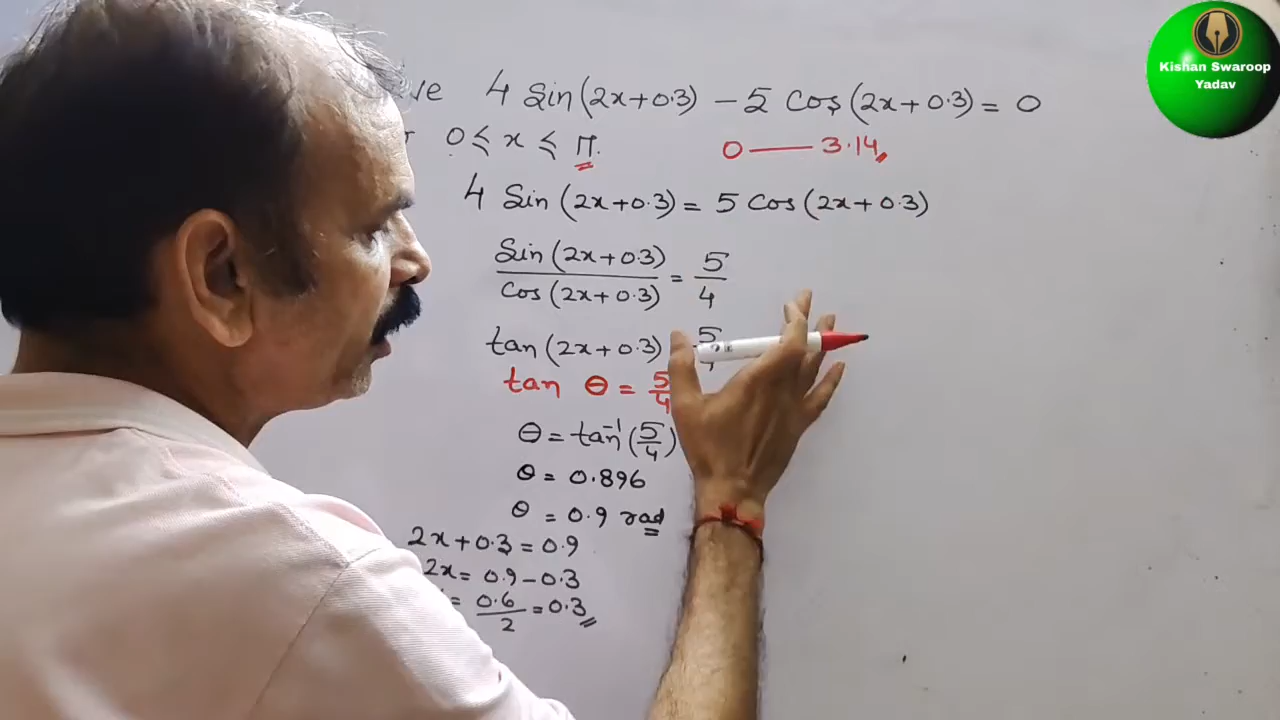 4 Sin(2x+0.3) - 5 Cos(2x+0.3) = 0
0 ≤ x ≤ π.
0 — 3.14
4 Sin(2x+0.3) = 5 Cos(2x+0.3)
Sin(2x+0.3) / Cos(2x+0.3) = 5/4
tan(2x+0.3)
tan θ = 5/4
θ = tan⁻¹(5/4)
θ = 0.896
θ = 0.9 rad
2x+0.3 = 0.9
2x = 0.9 - 0.3
= 0.6/2 = 0.3
Kishan Swaroop
Yadav